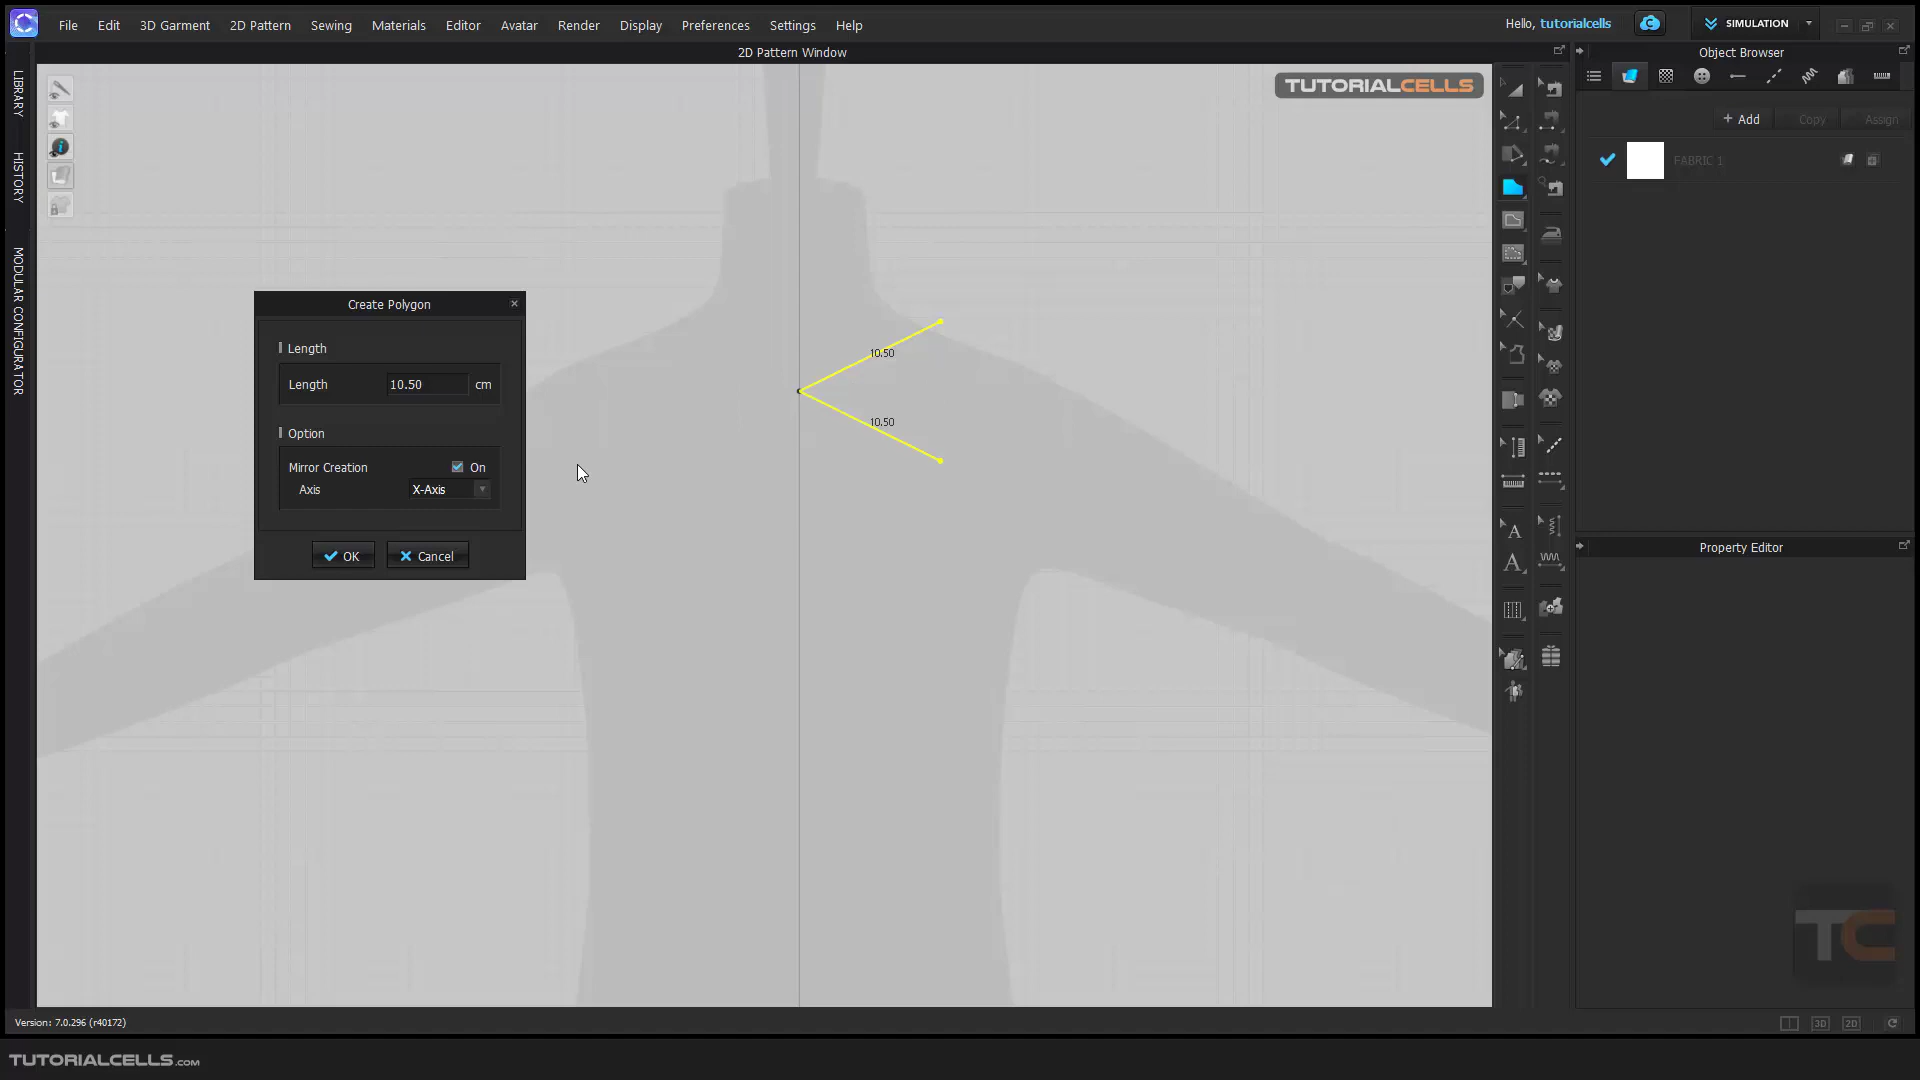 File Edit 3D Garment 2D Pattern Sewing Materials Editor Avatar Render Display Preferences Settings Help
Hello, tutorialcells
SIMULATION
2D Pattern Window
Object Browser
TUTORIALCELLS
LIBRARY
HISTORY
MODULAR CONFIGURATOR
+ Add Copy Assign
FABRIC 1
Create Polygon
Length
Length 10.50 cm
Option
Mirror Creation On
Axis X-Axis
OK Cancel
10.50
10.50
A
A
Property Editor
TC
Version: 7.0.296 (r40172)
3D 2D
TUTORIALCELLS.COM